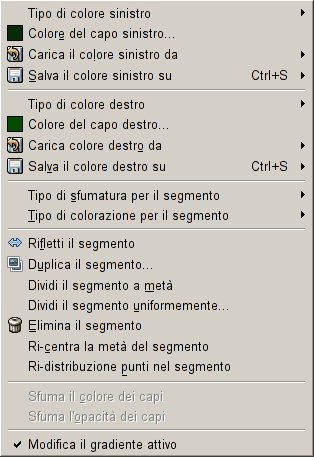 Tipo di colore sinistro
Colore del capo sinistro...
Carica il colore sinistro da
Salva il colore sinistro su Ctrl+S
Tipo di colore destro
Colore del capo destro...
Carica colore destro da
Salva il colore destro su Ctrl+S
Tipo di sfumatura per il segmento
Tipo di colorazione per il segmento
Rifletti il segmento
Duplica il segmento...
Dividi il segmento a metà
Dividi il segmento uniformemente...
Elimina il segmento
Ri-centra la metà del segmento
Ri-distribuzione punti nel segmento
Sfuma il colore dei capi
Sfuma l'opacità dei capi
Modifica il gradiente attivo